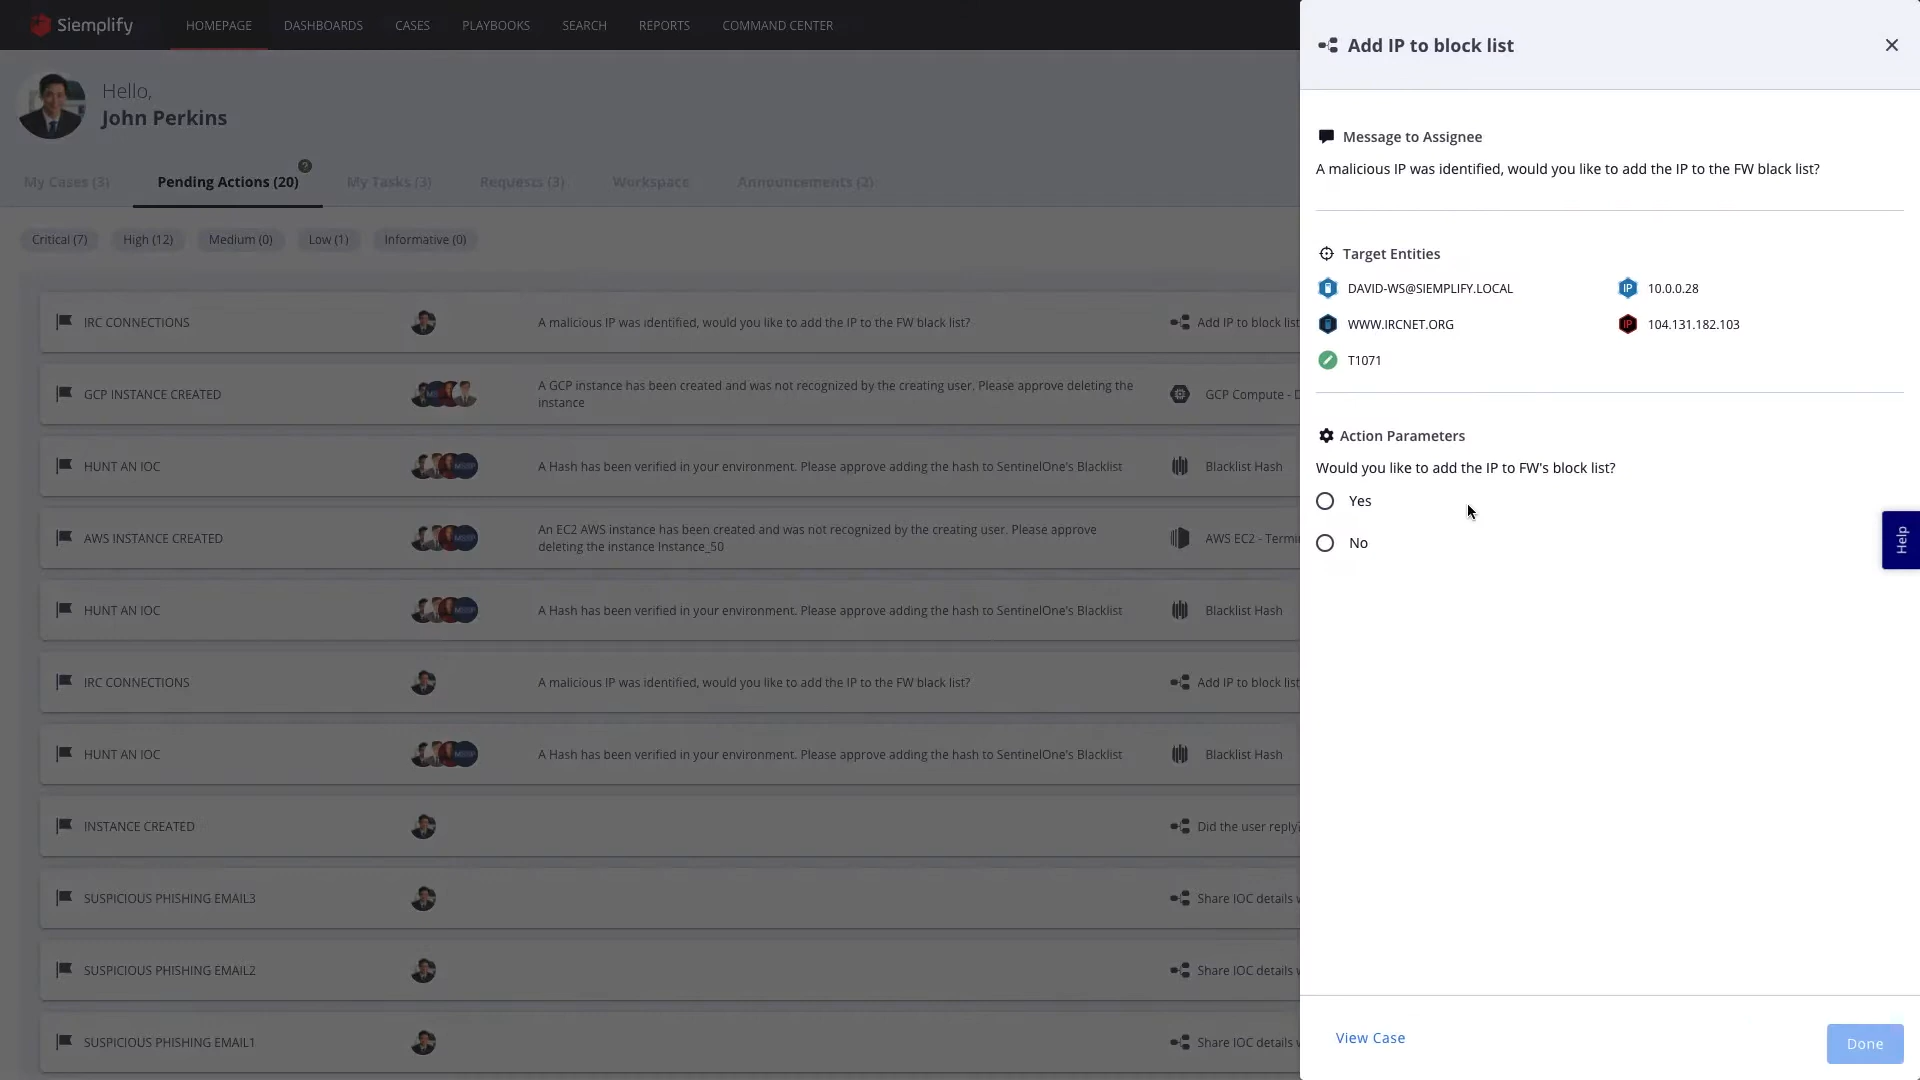 Siemplify
HOMEPAGE
DASHBOARDS
CASES
PLAYBOOKS
SEARCH
REPORTS
COMMAND CENTER
Hello,
John Perkins
My Cases (3)
Pending Actions (20)
?
My Tasks (3)
Requests (3)
Workspace
Announcements (2)
Critical (7)
High (12)
Medium (0)
Low (1)
Informative (0)
IRC CONNECTIONS
A malicious IP was identified, would you like to add the IP to the FW black list?
Add IP to block list
GCP INSTANCE CREATED
A GCP instance has been created and was not recognized by the creating user. Please approve deleting the
instance
GCP Compute - D
HUNT AN IOC
A Hash has been verified in your environment. Please approve adding the hash to SentinelOne's Blacklist
Blacklist Hash
AWS INSTANCE CREATED
An EC2 AWS instance has been created and was not recognized by the creating user. Please approve
deleting the instance Instance_50
AWS EC2 - Termi
HUNT AN IOC
A Hash has been verified in your environment. Please approve adding the hash to SentinelOne's Blacklist
Blacklist Hash
IRC CONNECTIONS
A malicious IP was identified, would you like to add the IP to the FW black list?
Add IP to block list
HUNT AN IOC
A Hash has been verified in your environment. Please approve adding the hash to SentinelOne's Blacklist
Blacklist Hash
INSTANCE CREATED
Did the user reply?
SUSPICIOUS PHISHING EMAIL3
Share IOC details w
SUSPICIOUS PHISHING EMAIL2
Share IOC details w
SUSPICIOUS PHISHING EMAIL1
Share IOC details w
Add IP to block list
Message to Assignee
A malicious IP was identified, would you like to add the IP to the FW black list?
Target Entities
DAVID-WS@SIEMPLIFY.LOCAL
IP
10.0.0.28
WWW.IRCNET.ORG
IP
104.131.182.103
T1071
Action Parameters
Would you like to add the IP to FW's block list?
Yes
No
Help
View Case
Done